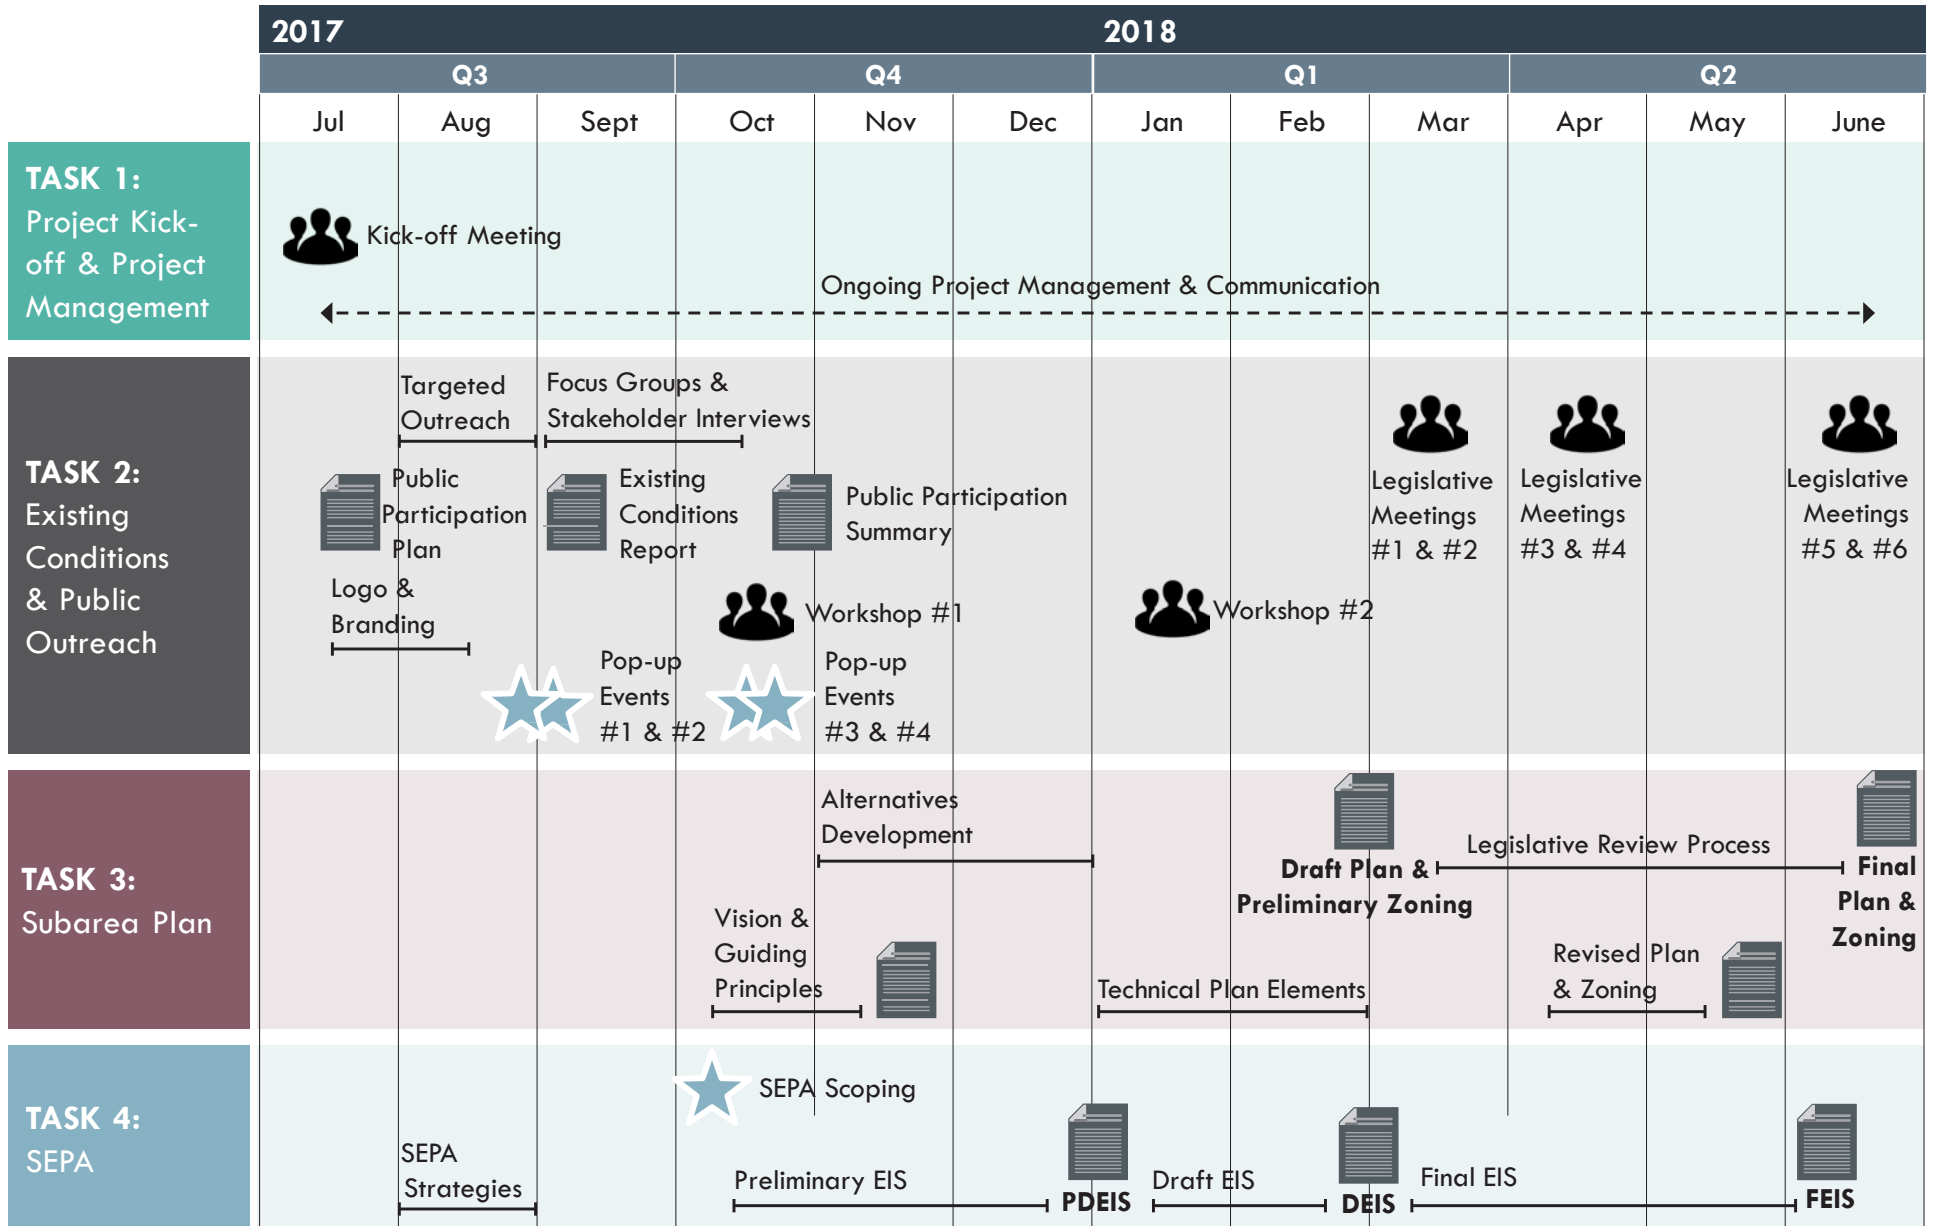 2017
2018
Q3
Q4
Q1
Q2
Jul
Aug
Sept
Oct
Nov
Dec
Jan
Feb
Mar
Apr
May
June
TASK 1:
Project Kick-
off & Project
Management
Kick-off Meeting
Ongoing Project Management & Communication
TASK 2:
Existing
Conditions
& Public
Outreach
Targeted
Outreach
Focus Groups &
Stakeholder Interviews
Public
Participation
Plan
Existing
Conditions
Report
Public Participation
Summary
Legislative
Meetings
#1 & #2
Legislative
Meetings
#3 & #4
Legislative
Meetings
#5 & #6
Logo &
Branding
Workshop #1
Workshop #2
Pop-up
Events
#1 & #2
Pop-up
Events
#3 & #4
TASK 3:
Subarea Plan
Alternatives
Development
Draft Plan &
Preliminary Zoning
Legislative Review Process
Final
Plan &
Zoning
Vision &
Guiding
Principles
Technical Plan Elements
Revised Plan
& Zoning
TASK 4:
SEPA
SEPA Scoping
SEPA
Strategies
Preliminary EIS
PDEIS
Draft EIS
DEIS
Final EIS
FEIS